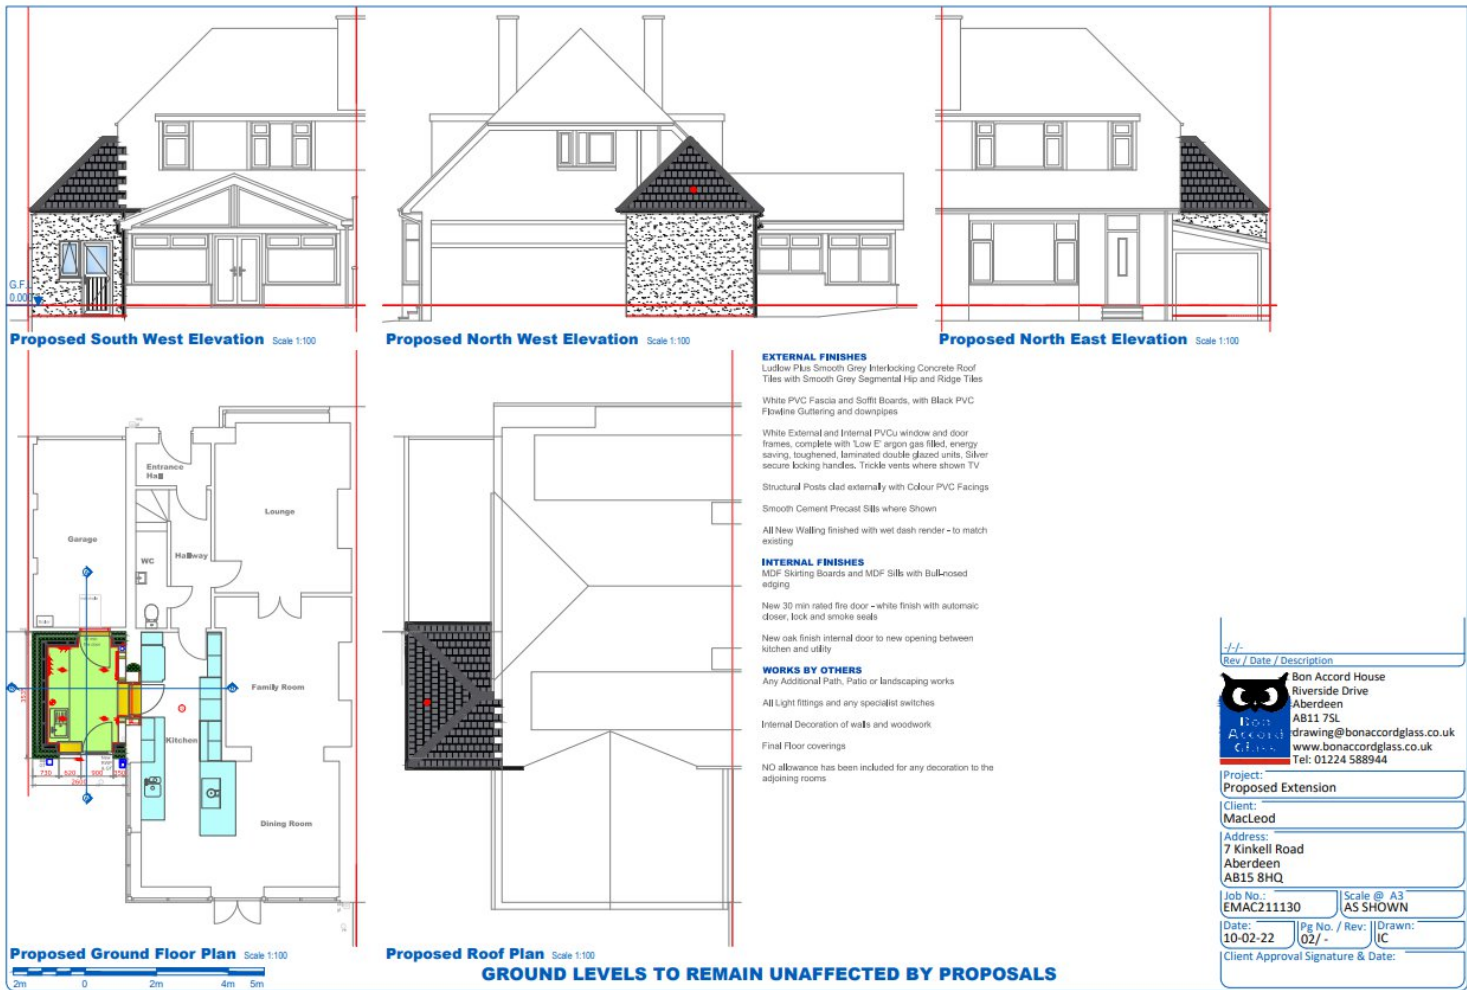 G.F.
Proposed South West Elevation Scale 1:100
Proposed North West Elevation Scale 1:100
Proposed North East Elevation Scale 1:100
EXTERNAL FINISHES
Ludlow Plus Smooth Grey Interlocking Concrete Roof
Tiles with Smooth Grey Segmental Hip and Ridge Tiles
White PVC Fascia and Soffit Boards, with Black PVC
Flowline Guttering and downpipes
White External and Internal PVCu window and door
frames, complete with 'Low E' argon gas filled, energy
saving, toughened, laminated double glazed units, Silver
secure locking handles. Trickle vents where shown TV
Structural Posts clad externally with Colour PVC Facings
Smooth Cement Precast Sills where Shown
All New Walling finished with wet dash render - to match
existing
INTERNAL FINISHES
MDF Skirting Boards and MDF Sills with Bull-nosed
edging
New 30 min rated fire door - white finish with automaic
closer, lock and smoke seals
New oak finish internal door to new opening between
kitchen and utility
WORKS BY OTHERS
Any Additional Path, Patio or landscaping works
All Light fittings and any specialist switches
Internal Decoration of walls and woodwork
Final Floor coverings
NO allowance has been included for any decoration to the
adjoining rooms
Entrance
Hall
Lounge
Garage
Hallway
WC
Family Room
Kitchen
Dining Room
730 620 900 350
Proposed Ground Floor Plan Scale 1:100
2m 0 2m 4m 5m
Proposed Roof Plan Scale 1:100
GROUND LEVELS TO REMAIN UNAFFECTED BY PROPOSALS
-/-/-
Rev / Date / Description
Bon
Accord
Glass
Bon Accord House
Riverside Drive
Aberdeen
AB11 7SL
drawing@bonaccordglass.co.uk
www.bonaccordglass.co.uk
Tel: 01224 588944
Project:
Proposed Extension
Client:
MacLeod
Address:
7 Kinkell Road
Aberdeen
AB15 8HQ
Job No.:
EMAC211130
Scale @ A3
AS SHOWN
Date:
10-02-22
Pg No. / Rev:
02/ -
Drawn:
IC
Client Approval Signature & Date: